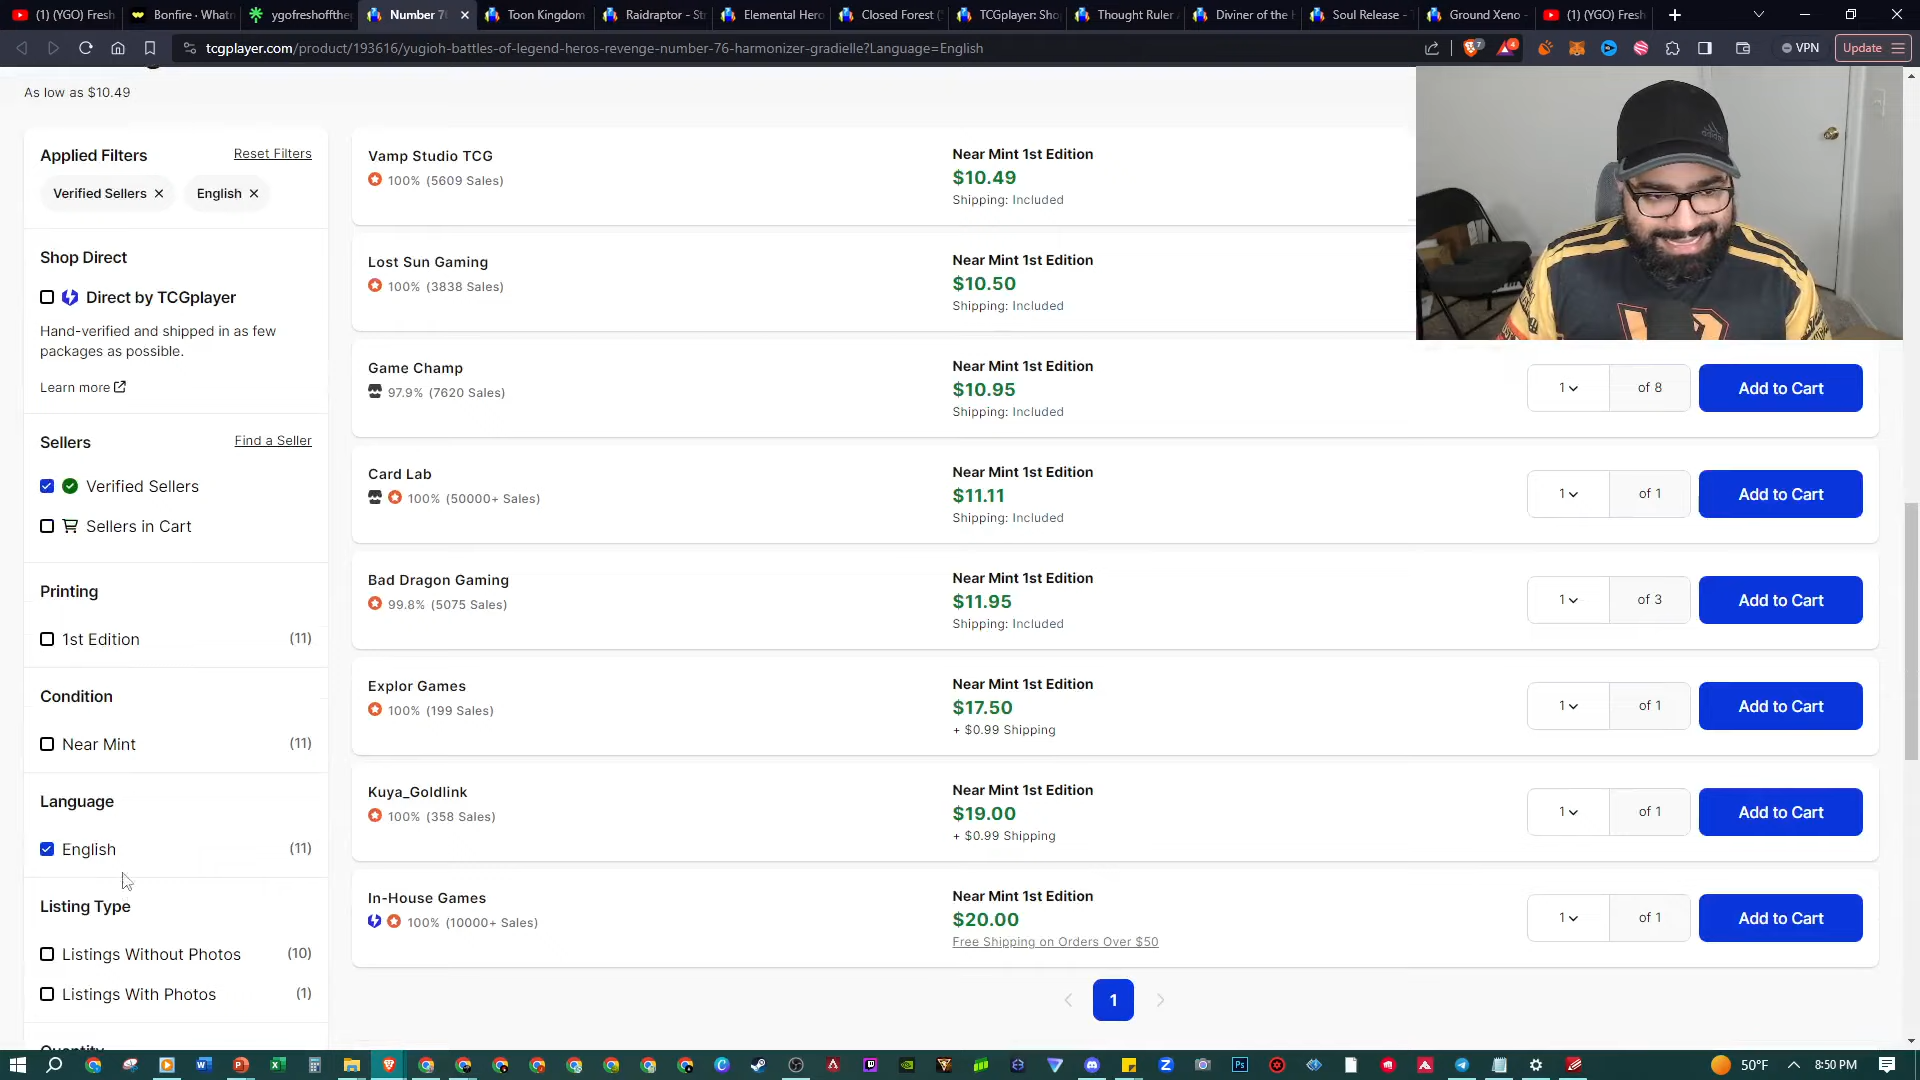 (1) (YGO) Fresh
Bonfire · Whatn
ygofreshoffthe
Number 7
Toon Kingdom
Raidraptor - St
Elemental Hero
Closed Forest (
TCGplayer: Sho
Thought Ruler
Diviner of the
Soul Release -
Ground Xeno
(1) (YGO) Fresh
tcgplayer.com/product/193616/yugioh-battles-of-legend-heros-revenge-number-76-harmonizer-gradielle?Language=English
7
4
VPN
Update
As low as $10.49
Applied Filters
Reset Filters
Verified Sellers
English
Shop Direct
Direct by TCGplayer
Hand-verified and shipped in as few
packages as possible.
Learn more
Sellers
Find a Seller
Verified Sellers
Sellers in Cart
Printing
1st Edition (11)
Condition
Near Mint (11)
Language
English (11)
Listing Type
Listings Without Photos (10)
Listings With Photos (1)
Quantity
Vamp Studio TCG
100% (5609 Sales)
Near Mint 1st Edition
$10.49
Shipping: Included
Lost Sun Gaming
100% (3838 Sales)
Near Mint 1st Edition
$10.50
Shipping: Included
Game Champ
97.9% (7620 Sales)
Near Mint 1st Edition
$10.95
Shipping: Included
1 of 8 Add to Cart
Card Lab
100% (50000+ Sales)
Near Mint 1st Edition
$11.11
Shipping: Included
1 of 1 Add to Cart
Bad Dragon Gaming
99.8% (5075 Sales)
Near Mint 1st Edition
$11.95
Shipping: Included
1 of 3 Add to Cart
Explor Games
100% (199 Sales)
Near Mint 1st Edition
$17.50
+ $0.99 Shipping
1 of 1 Add to Cart
Kuya_Goldlink
100% (358 Sales)
Near Mint 1st Edition
$19.00
+ $0.99 Shipping
1 of 1 Add to Cart
In-House Games
100% (10000+ Sales)
Near Mint 1st Edition
$20.00
Free Shipping on Orders Over $50
1 of 1 Add to Cart
1
50°F
8:50 PM